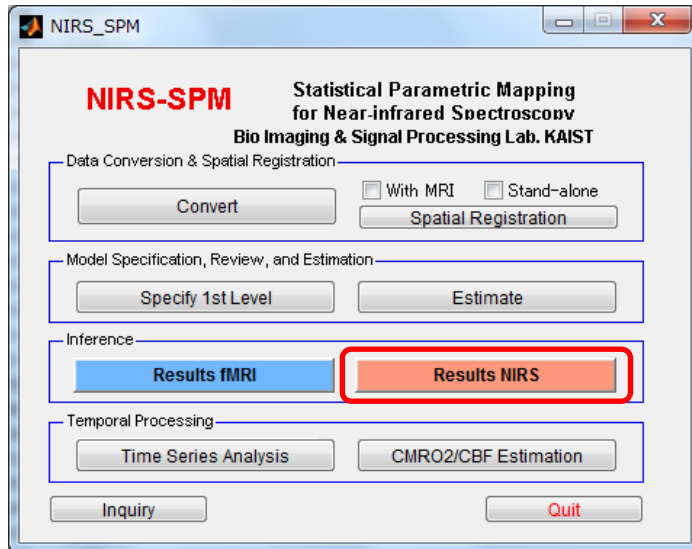 NIRS_SPM
NIRS-SPM
Statistical Parametric Mapping
for Near-infrared Spectroscopy
Bio Imaging & Signal Processing Lab. KAIST
Data Conversion & Spatial Registration
Convert
With MRI
Stand-alone
Spatial Registration
Model Specification, Review, and Estimation
Specify 1st Level
Estimate
Inference
Results fMRI
Results NIRS
Temporal Processing
Time Series Analysis
CMRO2/CBF Estimation
Inquiry
Quit